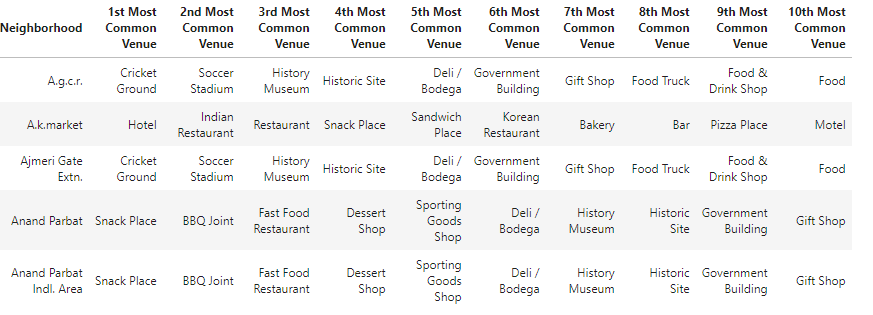 Neighborhood 1st Most Common Venue 2nd Most Common Venue 3rd Most Common Venue 4th Most Common Venue 5th Most Common Venue 6th Most Common Venue 7th Most Common Venue 8th Most Common Venue 9th Most Common Venue 10th Most Common Venue
A.g.c.r. Cricket Ground Soccer Stadium History Museum Historic Site Deli / Bodega Government Building Gift Shop Food Truck Food & Drink Shop Food
A.k.market Hotel Indian Restaurant Restaurant Snack Place Sandwich Place Korean Restaurant Bakery Bar Pizza Place Motel
Ajmeri Gate Extn. Cricket Ground Soccer Stadium History Museum Historic Site Deli / Bodega Government Building Gift Shop Food Truck Food & Drink Shop Food
Anand Parbat Snack Place BBQ Joint Fast Food Restaurant Dessert Shop Sporting Goods Shop Deli / Bodega History Museum Historic Site Government Building Gift Shop
Anand Parbat Indl. Area Snack Place BBQ Joint Fast Food Restaurant Dessert Shop Sporting Goods Shop Deli / Bodega History Museum Historic Site Government Building Gift Shop